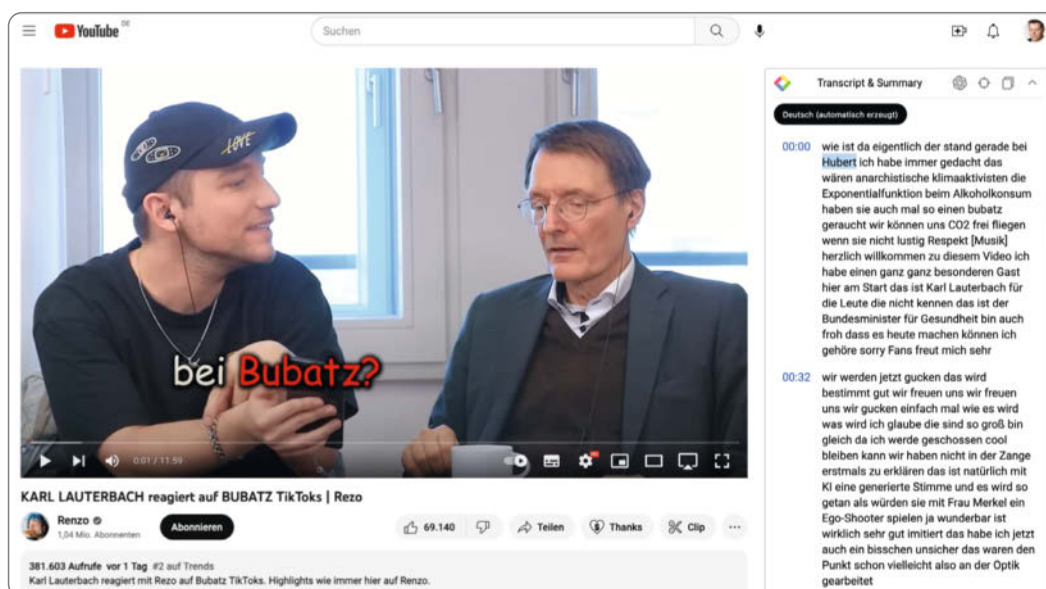 YouTube DE
Suchen
bei Bubatz?
0:01 / 11:59
KARL LAUTERBACH reagiert auf BUBATZ TikToks | Rezo
Renzo
1,04 Mio. Abonnenten
Abonnieren
69.140
Teilen
Thanks
Clip
381.603 Aufrufe vor 1 Tag #2 auf Trends
Karl Lauterbach reagiert mit Rezo auf Bubatz TikToks. Highlights wie immer hier auf Renzo.
Transcript & Summary
Deutsch (automatisch erzeugt)
00:00
wie ist da eigentlich der stand gerade bei
Hubert ich habe immer gedacht das
wären anarchistische klimaaktivisten die
Exponentialfunktion beim Alkoholkonsum
haben sie auch mal so einen bubatz
geraucht wir können uns CO2 frei fliegen
wenn sie nicht lustig Respekt [Musik]
herzlich willkommen zu diesem Video ich
habe einen ganz ganz besonderen Gast
hier am Start das ist Karl Lauterbach für
die Leute die nicht kennen das ist der
Bundesminister für Gesundheit bin auch
froh dass es heute machen können ich
gehöre sorry Fans freut mich sehr
00:32
wir werden jetzt gucken das wird
bestimmt gut wir freuen uns wir freuen
uns wir gucken einfach mal wie es wird
was wird ich glaube die sind so groß bin
gleich da ich werde geschossen cool
bleiben kann wir haben nicht in der Zange
erstmals zu erklären das ist natürlich mit
KI eine generierte Stimme und es wird so
getan als würden sie mit Frau Merkel ein
Ego-Shooter spielen ja wunderbar ist
wirklich sehr gut imitiert das habe ich jetzt
auch ein bisschen unsicher das waren den
Punkt schon vielleicht also an der Optik
gearbeitet